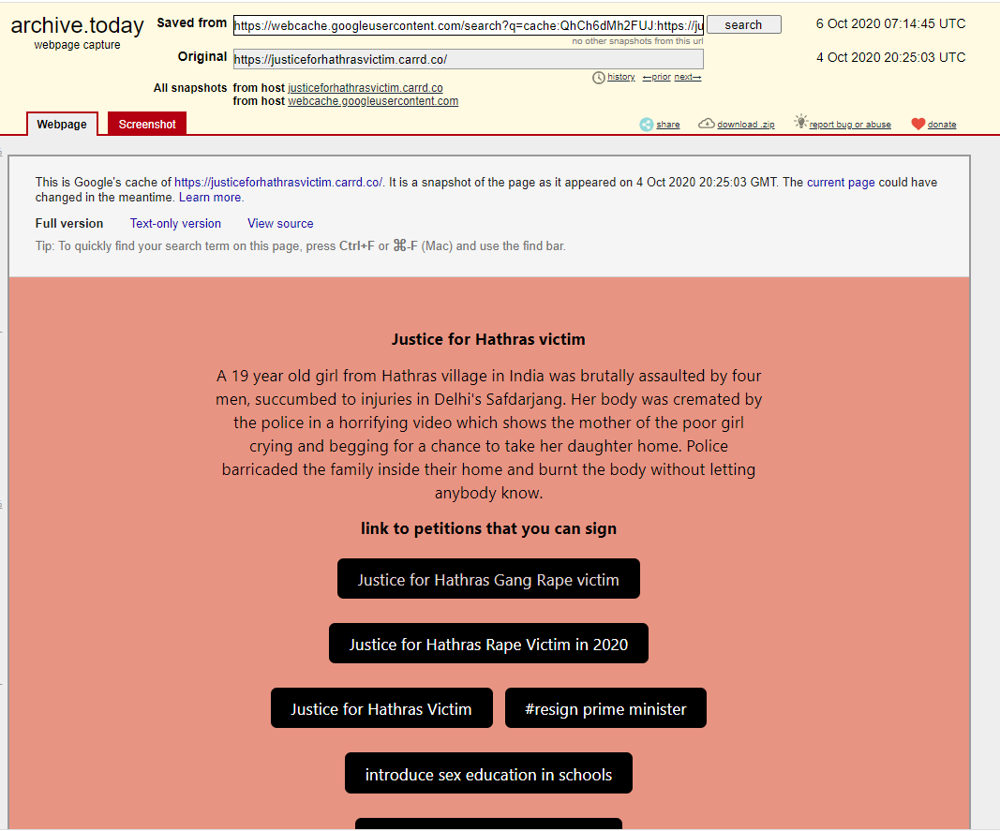 archive.today
webpage capture
Saved from
https://webcache.googleusercontent.com/search?q=cache:QhCh6dMh2FUJ:https://ju
search
6 Oct 2020 07:14:45 UTC
no other snapshots from this url
Original
https://justiceforhathrasvictim.carrd.co/
4 Oct 2020 20:25:03 UTC
history ←prior next→
All snapshots from host justiceforhathrasvictim.carrd.co
from host webcache.googleusercontent.com
Webpage Screenshot
share download .zip report bug or abuse donate
This is Google's cache of https://justiceforhathrasvictim.carrd.co/. It is a snapshot of the page as it appeared on 4 Oct 2020 20:25:03 GMT. The current page could have
changed in the meantime. Learn more.
Full version Text-only version View source
Tip: To quickly find your search term on this page, press Ctrl+F or ⌘-F (Mac) and use the find bar.
Justice for Hathras victim
A 19 year old girl from Hathras village in India was brutally assaulted by four
men, succumbed to injuries in Delhi's Safdarjang. Her body was cremated by
the police in a horrifying video which shows the mother of the poor girl
crying and begging for a chance to take her daughter home. Police
barricaded the family inside their home and burnt the body without letting
anybody know.
link to petitions that you can sign
Justice for Hathras Gang Rape victim
Justice for Hathras Rape Victim in 2020
Justice for Hathras Victim
#resign prime minister
introduce sex education in schools